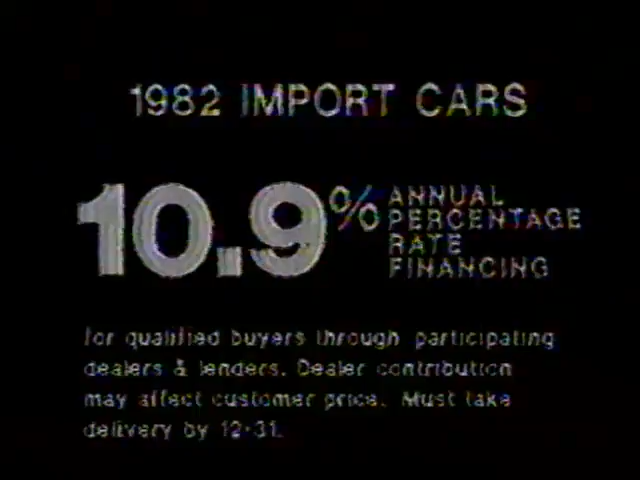 1982 IMPORT CARS
10.9% ANNUAL
PERCENTAGE
RATE
FINANCING
for qualified buyers through participating
dealers & lenders. Dealer contribution
may affect customer price. Must take
delivery by 12-31.